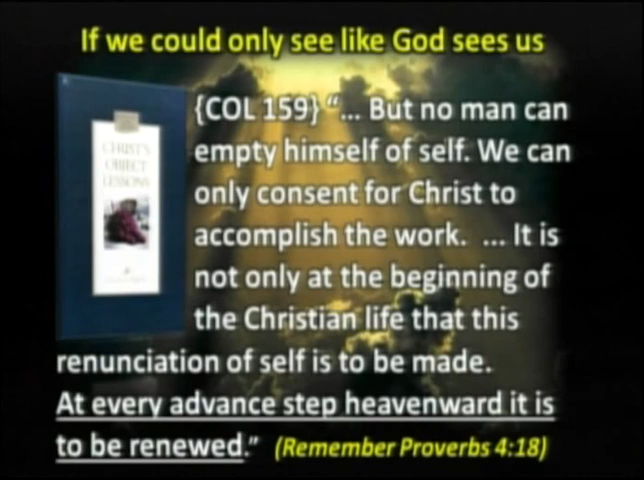 If we could only see like God sees us
CHRIST'S
OBJECT
LESSONS
{COL 159} "... But no man can
empty himself of self. We can
only consent for Christ to
accomplish the work. ... It is
not only at the beginning of
the Christian life that this
renunciation of self is to be made.
At every advance step heavenward it is
to be renewed." (Remember Proverbs 4:18)